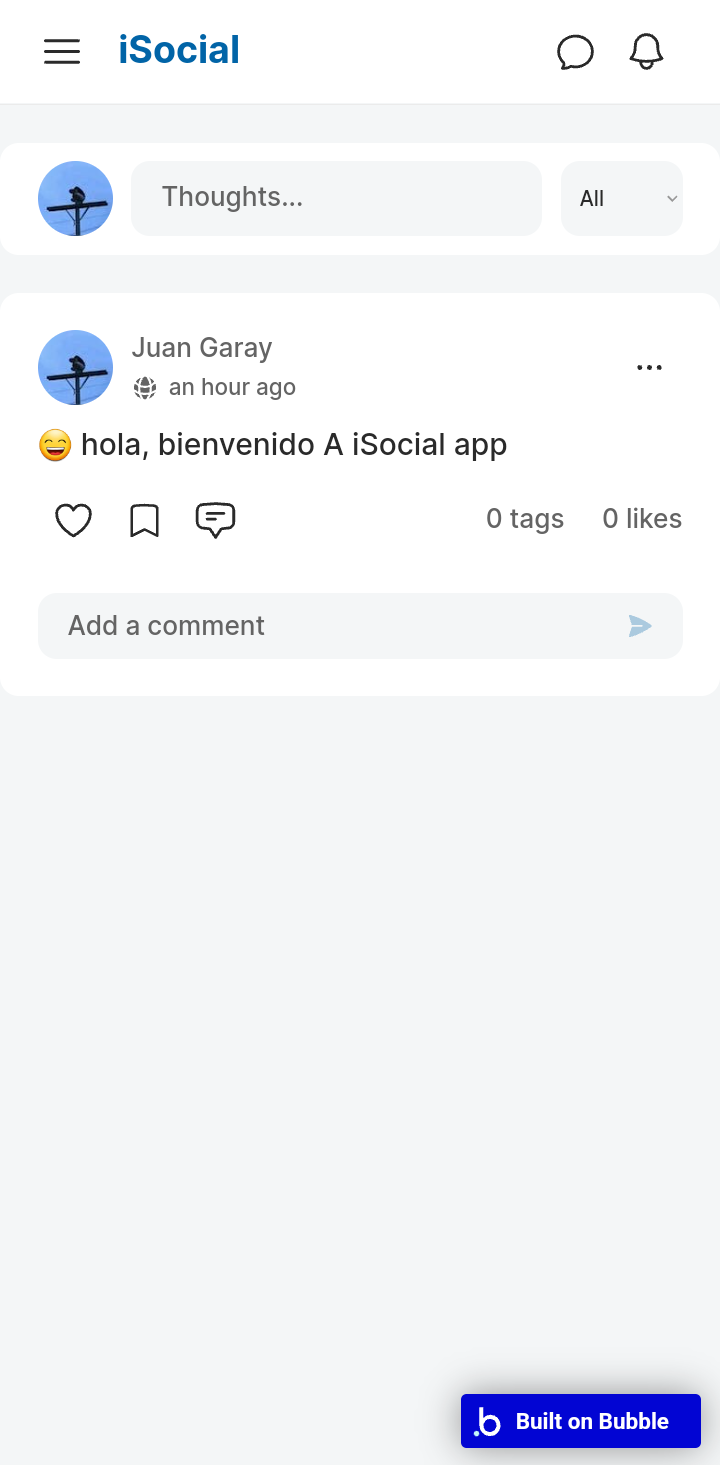 iSocial
Thoughts...
All
Juan Garay
an hour ago
😄 hola, bienvenido A iSocial app
0 tags 0 likes
Add a comment
Built on Bubble